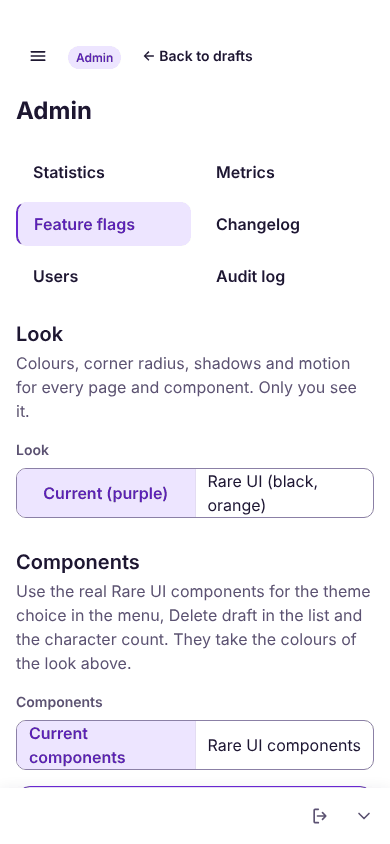 Admin
← Back to drafts
Admin
Statistics
Metrics
Feature flags
Changelog
Users
Audit log
Look
Colours, corner radius, shadows and motion
for every page and component. Only you see
it.
Look
Current (purple)
Rare UI (black,
orange)
Components
Use the real Rare UI components for the theme
choice in the menu, Delete draft in the list and
the character count. They take the colours of
the look above.
Components
Current
components
Rare UI components